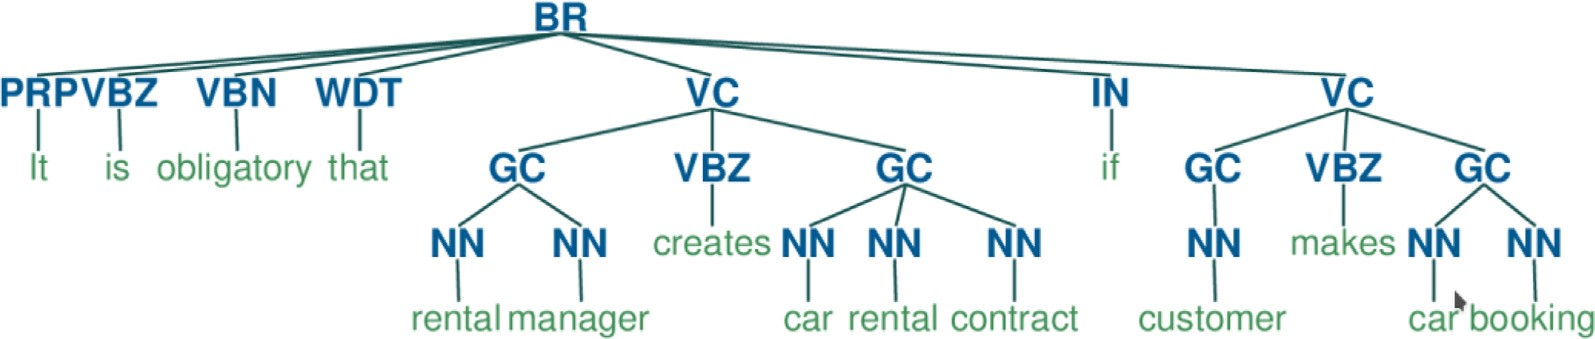 BR
PRP VBZ VBN WDT VC IN VC
It is obligatory that GC VBZ GC if GC VBZ GC
NN NN creates NN NN NN NN makes NN NN
rental manager car rental contract customer car booking